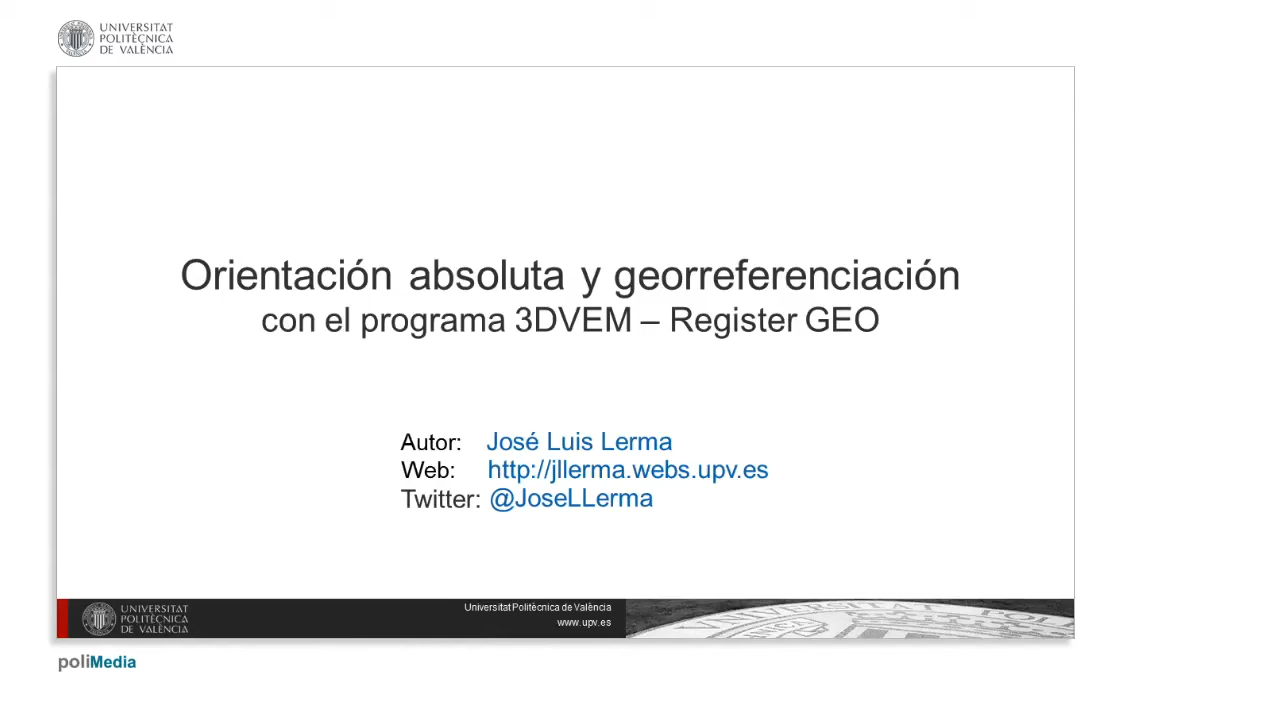 UNIVERSITAT
POLITÈCNICA
DE VALÈNCIA
Orientación absoluta y georreferenciación
con el programa 3DVEM – Register GEO
Autor: José Luis Lerma
Web: http://jllerma.webs.upv.es
Twitter: @JoseLLerma
UNIVERSITAT
POLITÈCNICA
DE VALÈNCIA
Universitat Politècnica de València
www.upv.es
poliMedia